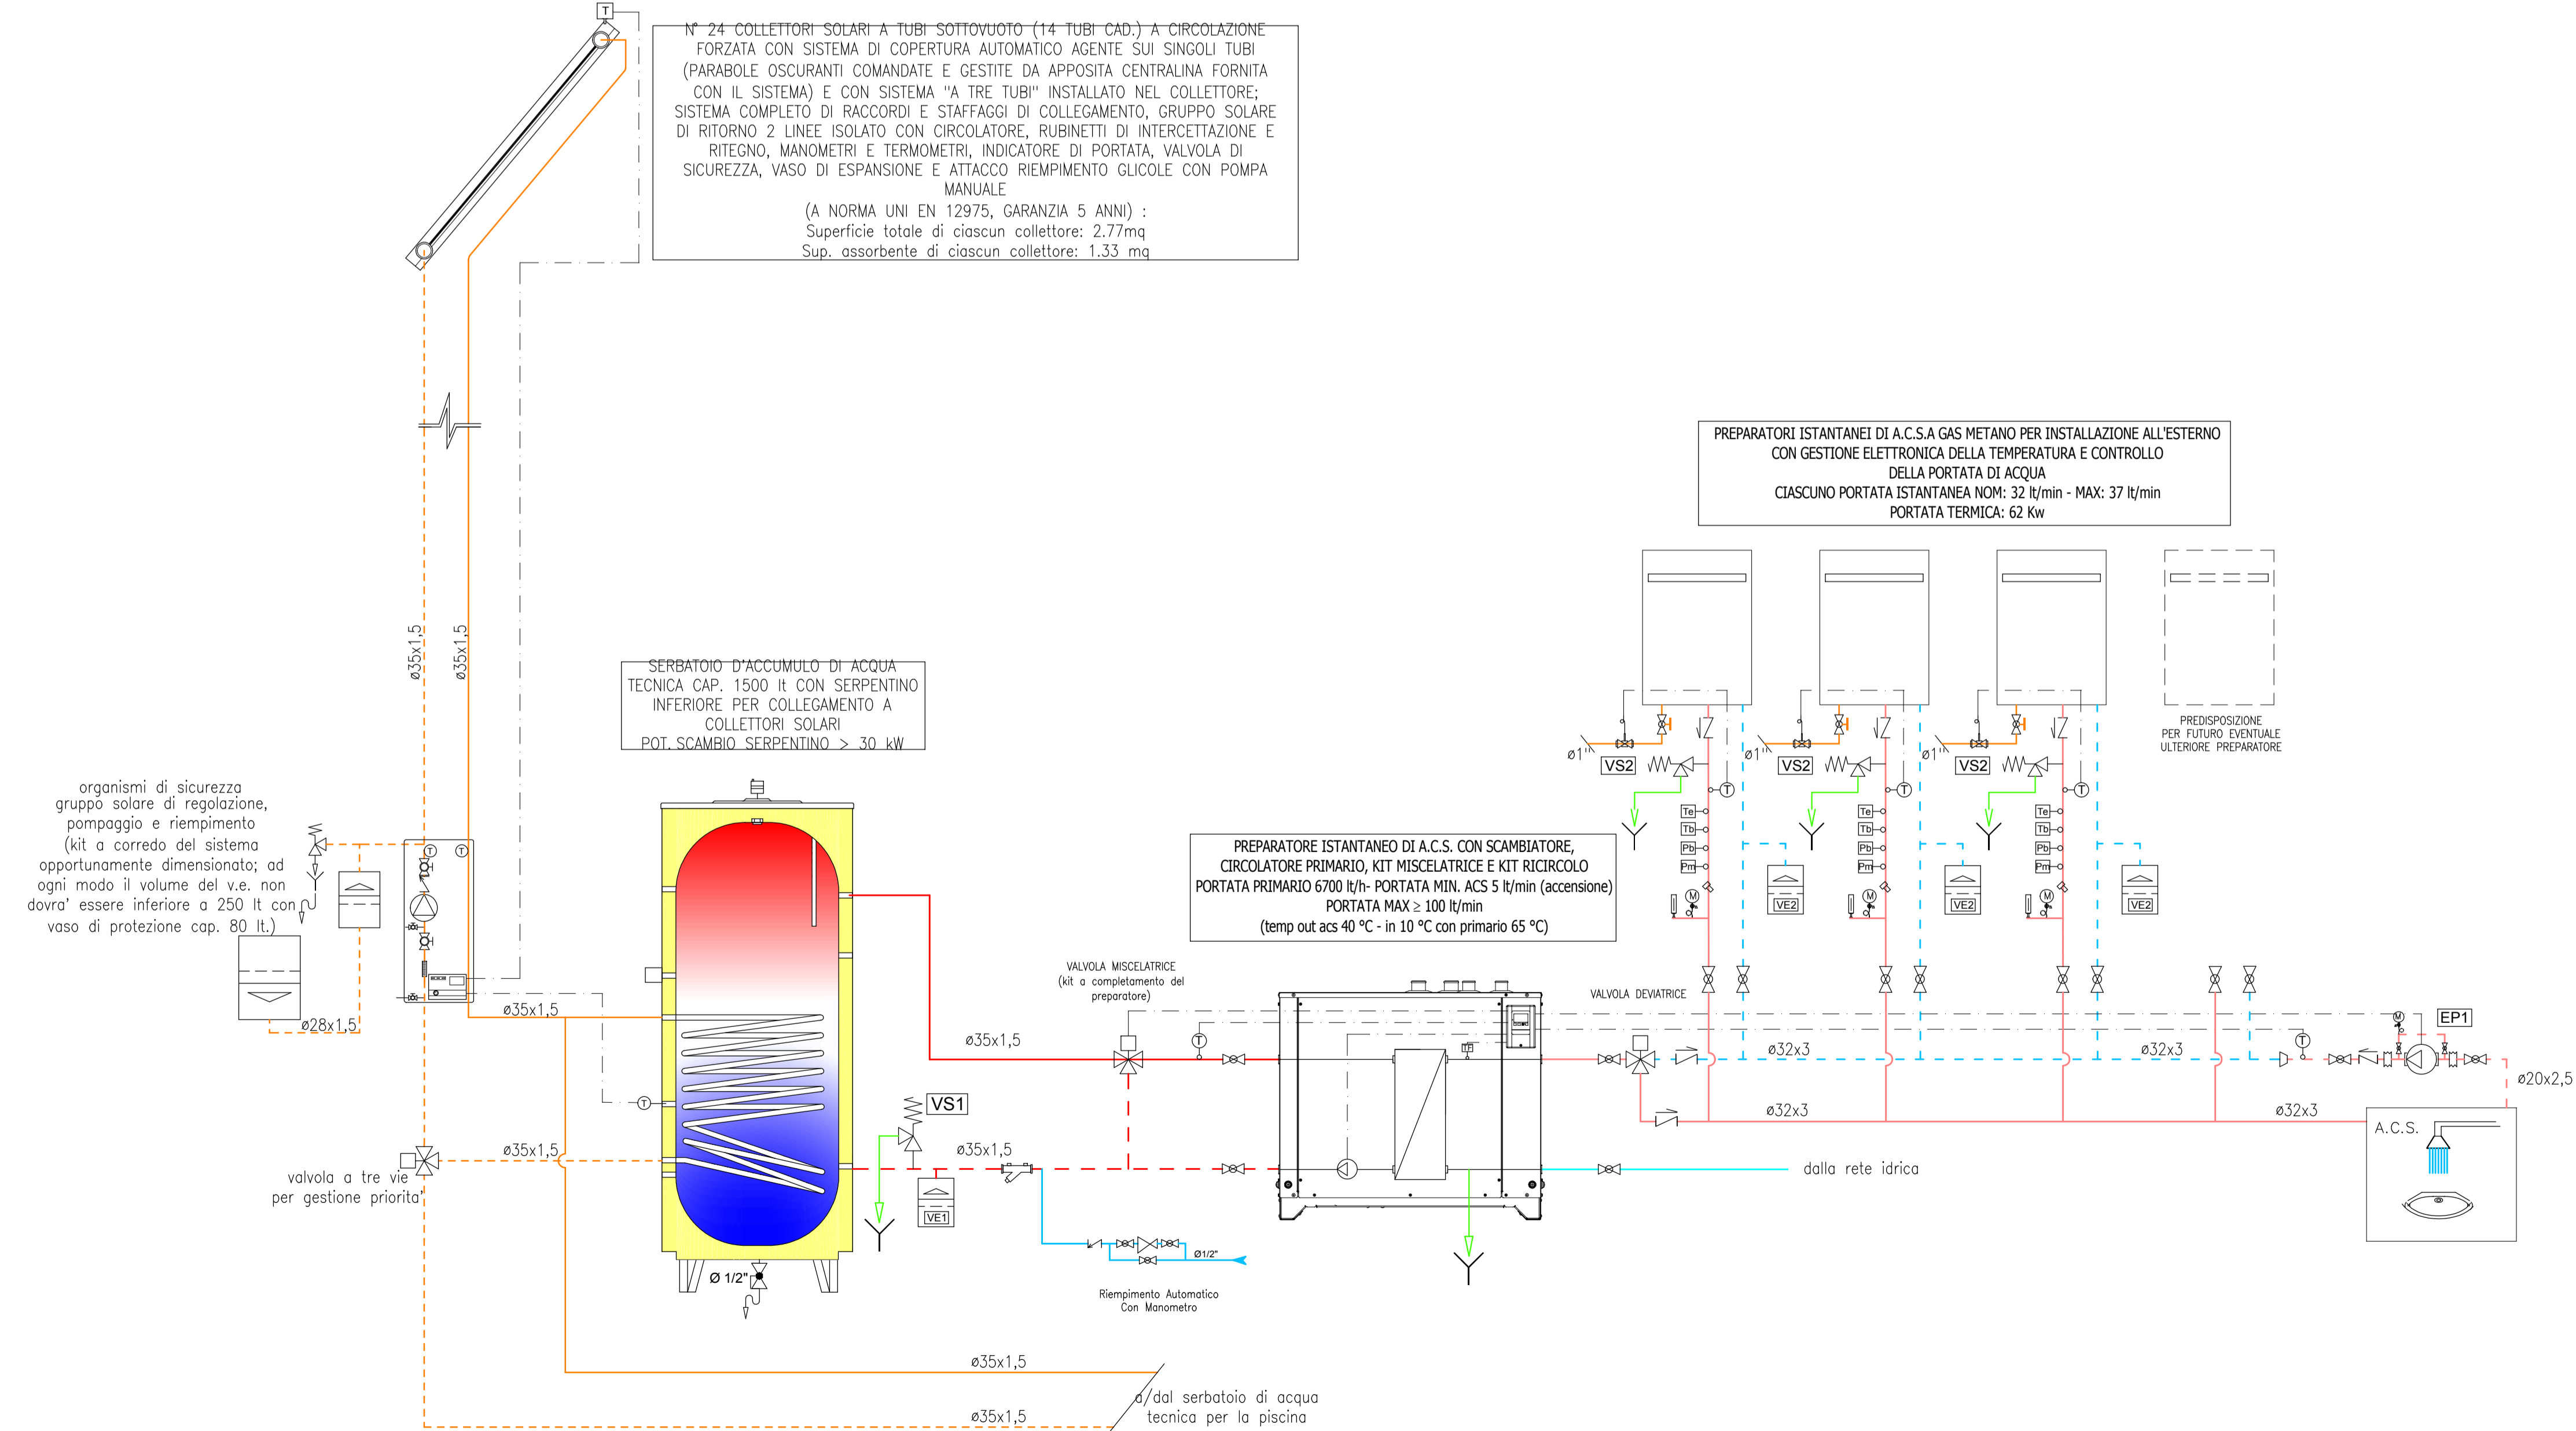 T
N° 24 COLLETTORI SOLARI A TUBI SOTTOVUOTO (14 TUBI CAD.) A CIRCOLAZIONE
FORZATA CON SISTEMA DI COPERTURA AUTOMATICO AGENTE SUI SINGOLI TUBI
(PARABOLE OSCURANTI COMANDATE E GESTITE DA APPOSITA CENTRALINA FORNITA
CON IL SISTEMA) E CON SISTEMA "A TRE TUBI" INSTALLATO NEL COLLETTORE;
SISTEMA COMPLETO DI RACCORDI E STAFFAGGI DI COLLEGAMENTO, GRUPPO SOLARE
DI RITORNO 2 LINEE ISOLATO CON CIRCOLATORE, RUBINETTI DI INTERCETTAZIONE E
RITEGNO, MANOMETRI E TERMOMETRI, INDICATORE DI PORTATA, VALVOLA DI
SICUREZZA, VASO DI ESPANSIONE E ATTACCO RIEMPIMENTO GLICOLE CON POMPA
MANUALE
(A NORMA UNI EN 12975, GARANZIA 5 ANNI) :
Superficie totale di ciascun collettore: 2.77mq
Sup. assorbente di ciascun collettore: 1.33 mq
PREPARATORI ISTANTANEI DI A.C.S.A GAS METANO PER INSTALLAZIONE ALL'ESTERNO
CON GESTIONE ELETTRONICA DELLA TEMPERATURA E CONTROLLO
DELLA PORTATA DI ACQUA
CIASCUNO PORTATA ISTANTANEA NOM: 32 lt/min - MAX: 37 lt/min
PORTATA TERMICA: 62 Kw
ø35x1,5
ø35x1,5
SERBATOIO D'ACCUMULO DI ACQUA
TECNICA CAP. 1500 lt CON SERPENTINO
INFERIORE PER COLLEGAMENTO A
COLLETTORI SOLARI
POT. SCAMBIO SERPENTINO > 30 kW
PREDISPOSIZIONE
PER FUTURO EVENTUALE
ULTERIORE PREPARATORE
ø1"
VS2
T
Te
Tb
Pb
Pm
M
VE2
ø1"
VS2
T
Te
Tb
Pb
Pm
M
VE2
ø1"
VS2
T
Te
Tb
Pb
Pm
M
VE2
organismi di sicurezza
gruppo solare di regolazione,
pompaggio e riempimento
(kit a corredo del sistema
opportunamente dimensionato; ad
ogni modo il volume del v.e. non
dovra' essere inferiore a 250 lt con
vaso di protezione cap. 80 lt.)
T
T
ø28x1,5
PREPARATORE ISTANTANEO DI A.C.S. CON SCAMBIATORE,
CIRCOLATORE PRIMARIO, KIT MISCELATRICE E KIT RICIRCOLO
PORTATA PRIMARIO 6700 lt/h- PORTATA MIN. ACS 5 lt/min (accensione)
PORTATA MAX ≥ 100 lt/min
(temp out acs 40 °C - in 10 °C con primario 65 °C)
VALVOLA MISCELATRICE
(kit a completamento del
preparatore)
VALVOLA DEVIATRICE
ø35x1,5
ø35x1,5
T
TF
ø32x3
ø32x3
T
M
EP1
ø20x2,5
T
VS1
ø32x3
ø32x3
A.C.S.
ø35x1,5
ø35x1,5
dalla rete idrica
valvola a tre vie
per gestione priorita'
VE1
Ø1/2"
Ø 1/2"
Riempimento Automatico
Con Manometro
ø35x1,5
a/dal serbatoio di acqua
tecnica per la piscina
ø35x1,5